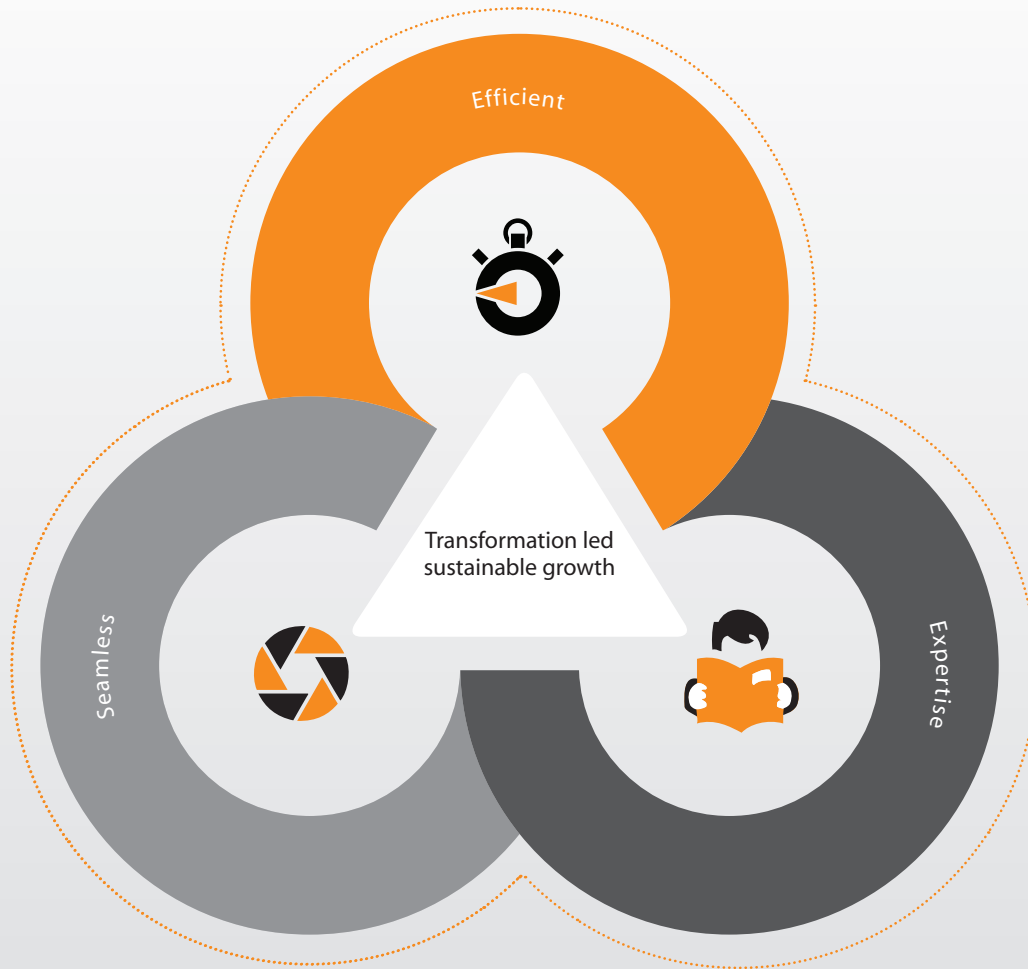 Efficient
Transformation led
sustainable growth
Seamless
Expertise